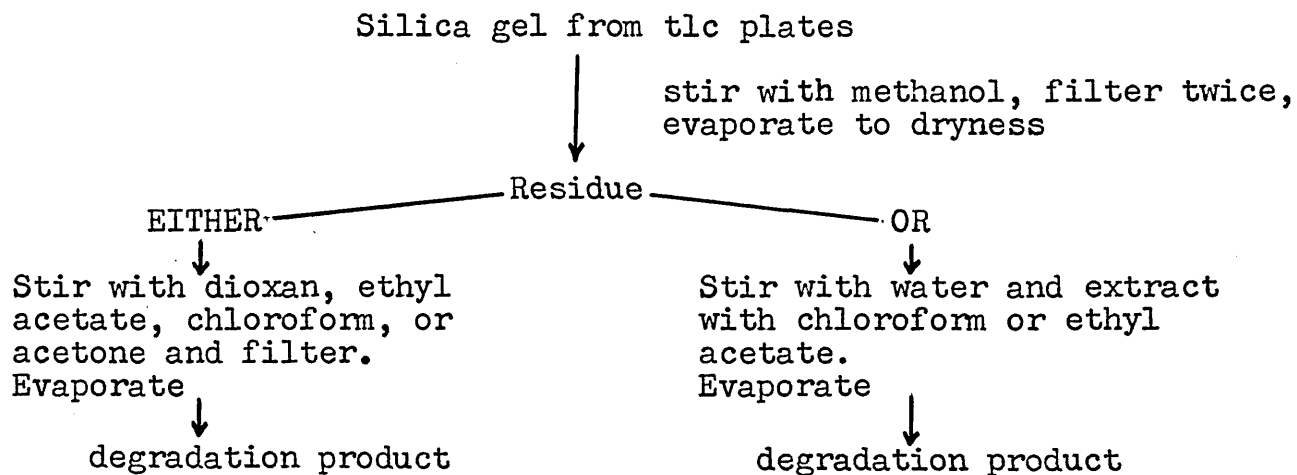 Silica gel from tlc plates
stir with methanol, filter twice,
evaporate to dryness
Residue
EITHER
OR
Stir with dioxan, ethyl
acetate, chloroform, or
acetone and filter.
Evaporate
degradation product
Stir with water and extract
with chloroform or ethyl
acetate.
Evaporate
degradation product